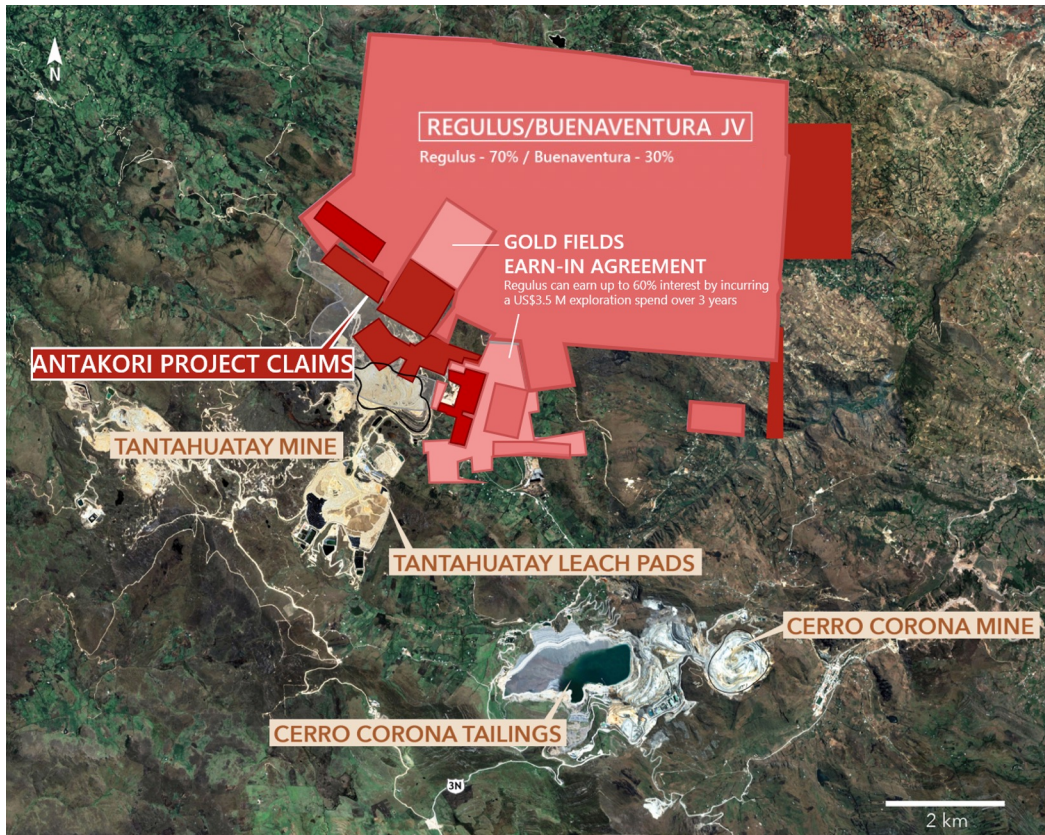 N
REGULUS/BUENAVENTURA JV
Regulus - 70% / Buenaventura - 30%
GOLD FIELDS
EARN-IN AGREEMENT
Regulus can earn up to 60% interest by incurring
a US$3.5 M exploration spend over 3 years
ANTAKORI PROJECT CLAIMS
TANTAHUATAY MINE
TANTAHUATAY LEACH PADS
CERRO CORONA MINE
CERRO CORONA TAILINGS
3N
2 km